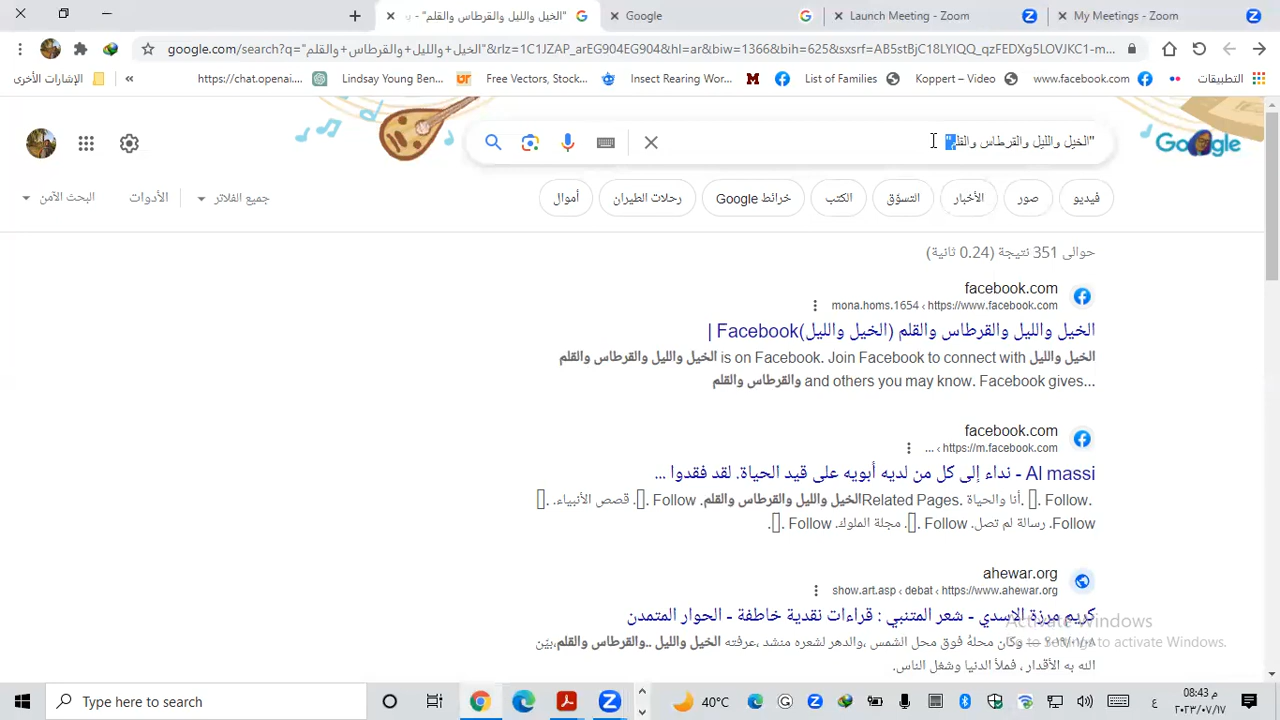 "الخيل والليل والقرطاس والقلم" - ب
Google
Launch Meeting - Zoom
My Meetings - Zoom
google.com/search?q="الخيل+والليل+والقرطاس+والقلم"&rlz=1C1JZAP_arEG904EG904&hl=ar&biw=1366&bih=625&sxsrf=AB5stBjC18LYlQQ_qzFEDXg5LOVJKC1-m...
التطبيقات
www.facebook.com
Koppert – Video
List of Families
Insect Rearing Wor...
Free Vectors, Stock...
Lindsay Young Ben...
https://chat.openai....
»
الإشارات الأخرى
Google
"الخيل والليل والقرطاس والقلم"
فيديو
صور
الأخبار
التسوّق
الكتب
خرائط Google
رحلات الطيران
أموال
جميع الفلاتر
الأدوات
البحث الآمن
حوالى 351 نتيجة (0.24 ثانية)
facebook.com
https://www.facebook.com › mona.homs.1654
الخيل والليل والقرطاس والقلم (الخيل والليل)Facebook |
الخيل والليل والقرطاس والقلم is on Facebook. Join Facebook to connect with الخيل والليل
والقرطاس والقلم and others you may know. Facebook gives...
facebook.com
https://m.facebook.com › ...
Al massi - نداء إلى كل من لديه أبويه على قيد الحياة. لقد فقدوا ...
Related Pages. الخيل والليل والقرطاس والقلم. Follow. أنا والحياة. Follow. قصص الأنبياء.
Follow. رسالة لم تصل. Follow. مجلة الملوك. Follow.
ahewar.org
https://www.ahewar.org › debat › show.art.asp
كريم مرزة الاسدي - شعر المتنبي : قراءات نقدية خاطفة - الحوار المتمدن
وكان محلهُ فوق محل الشمس ،والدهر لشعره منشد ،عرفته الخيل والليل ..والقرطاس والقلم،بيّن
الله به الأقدار ، فملأ الدنيا وشغل الناس.
Activate Windows
Go to Settings to activate Windows.
Type here to search
40°C
ع
08:43 م
٢٠٢٣/٠٧/١٧